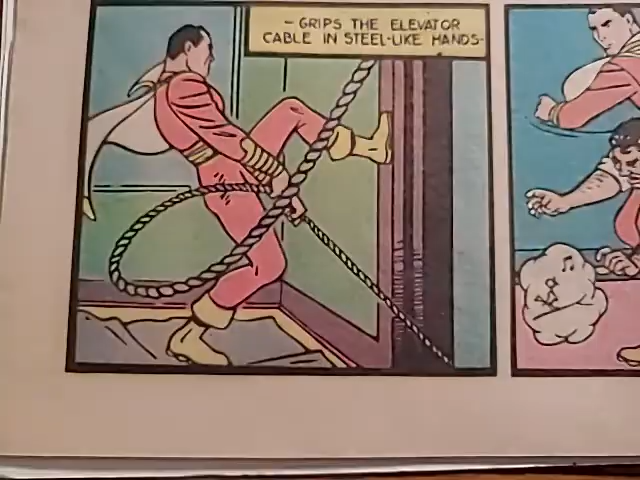 - GRIPS THE ELEVATOR
CABLE IN STEEL-LIKE HANDS-